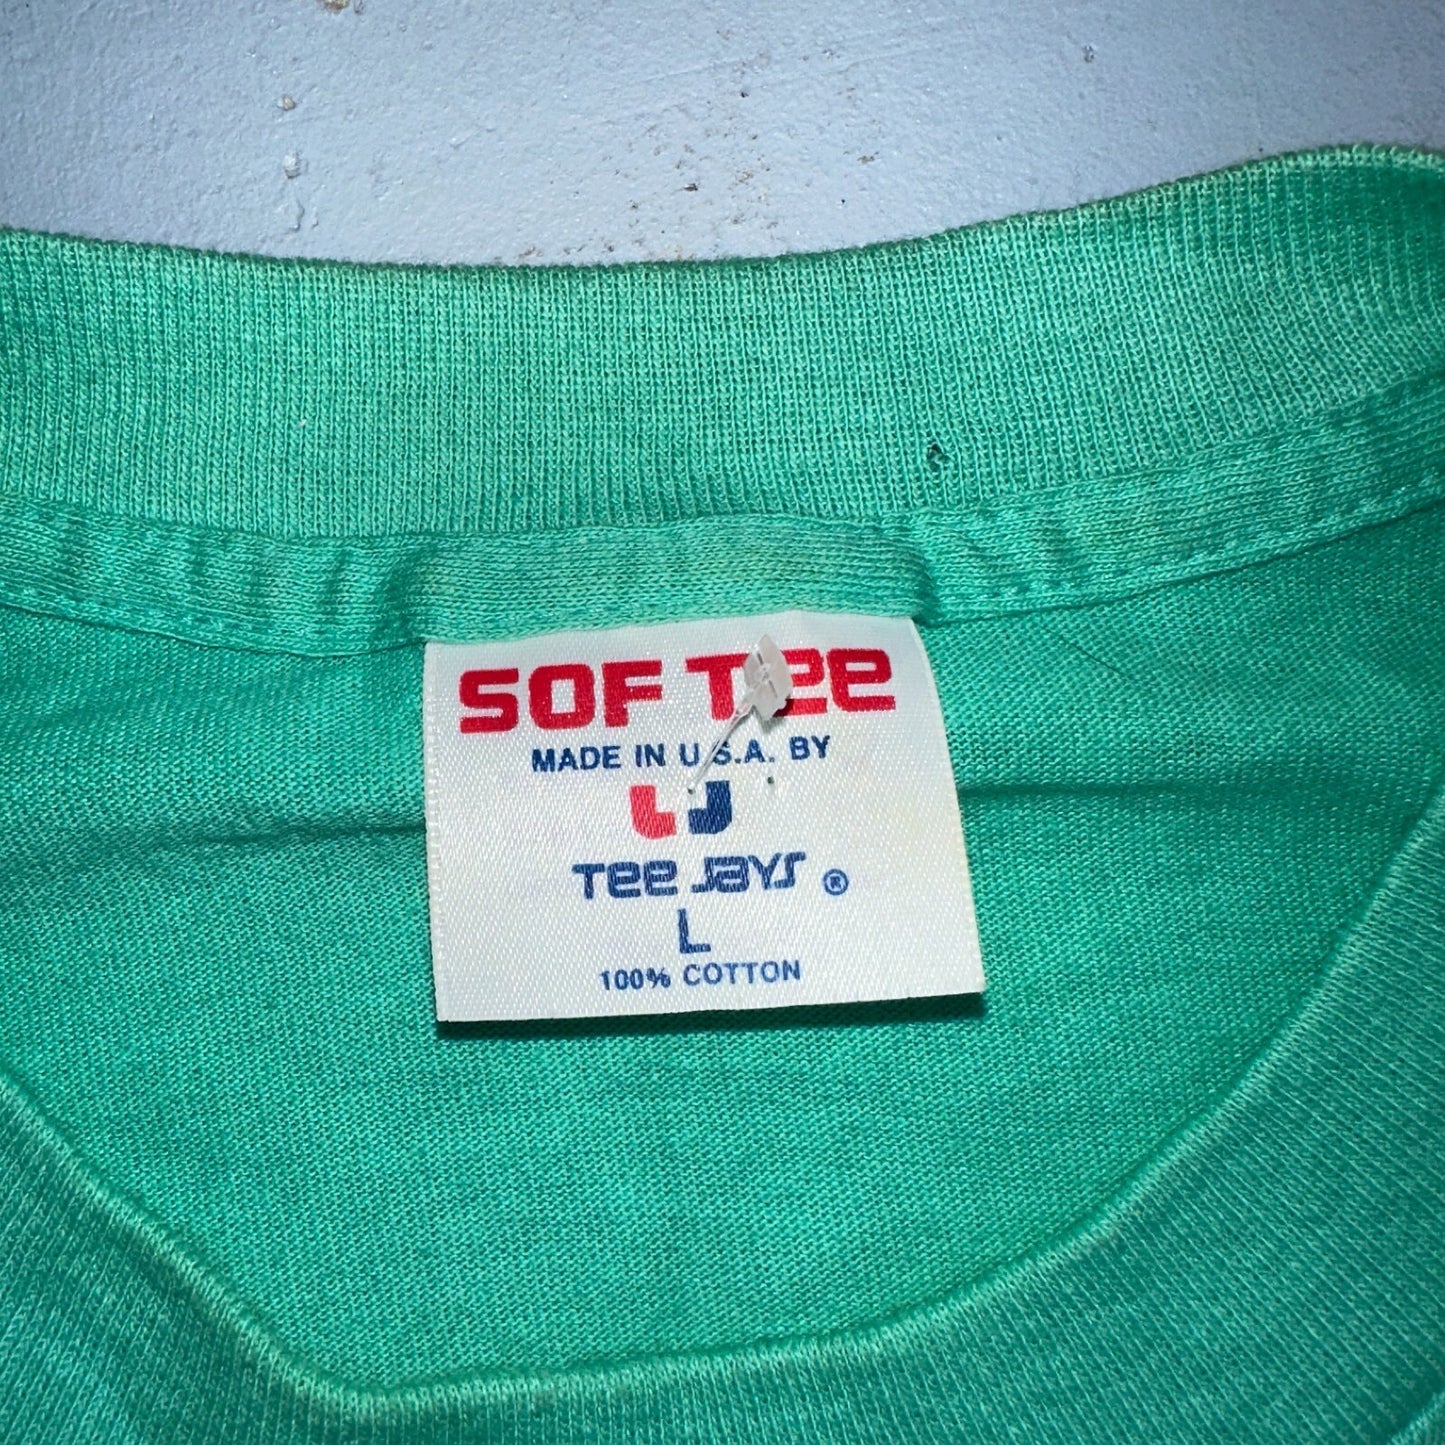 SOF TEE
MADE IN U.S.A. BY
TEE JAYS ®
L
100% COTTON